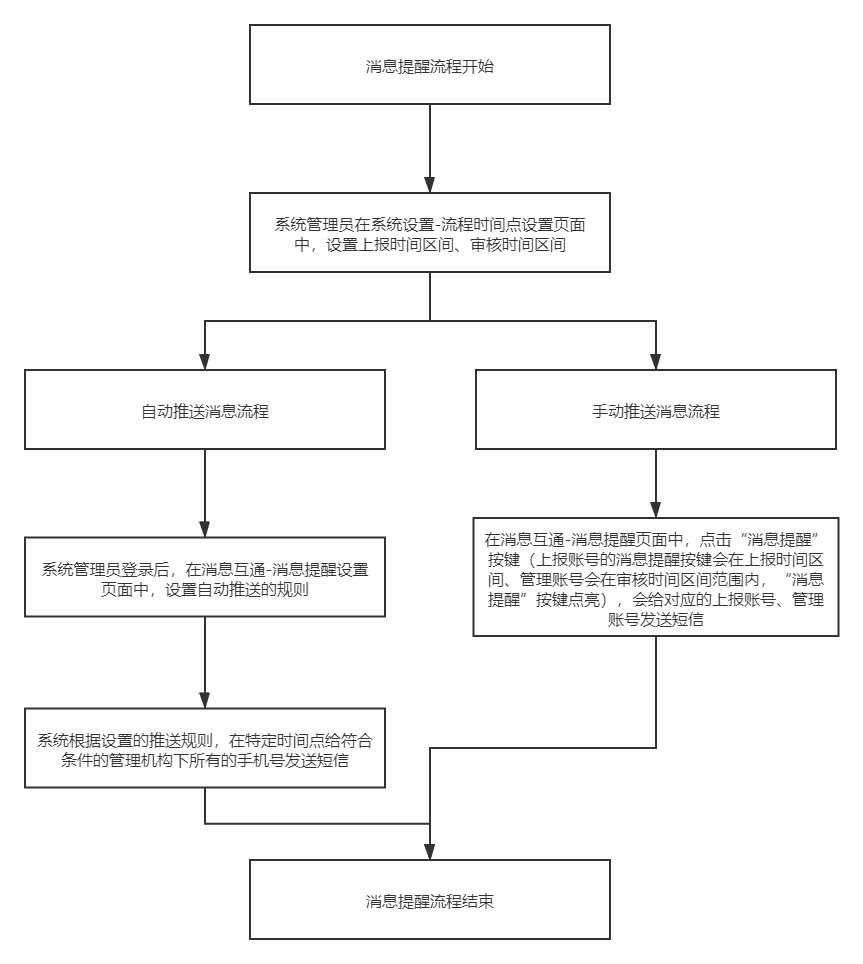 消息提醒流程开始
系统管理员在系统设置-流程时间点设置页面
中，设置上报时间区间、审核时间区间
自动推送消息流程
手动推送消息流程
系统管理员登录后，在消息互通-消息提醒设置
页面中，设置自动推送的规则
在消息互通-消息提醒页面中，点击“消息提醒”
按键（上报账号的消息提醒按键会在上报时间区
间、管理账号会在审核时间区间范围内，“消息
提醒”按键点亮），会给对应的上报账号、管理
账号发送短信
系统根据设置的推送规则，在特定时间点给符合
条件的管理机构下所有的手机号发送短信
消息提醒流程结束